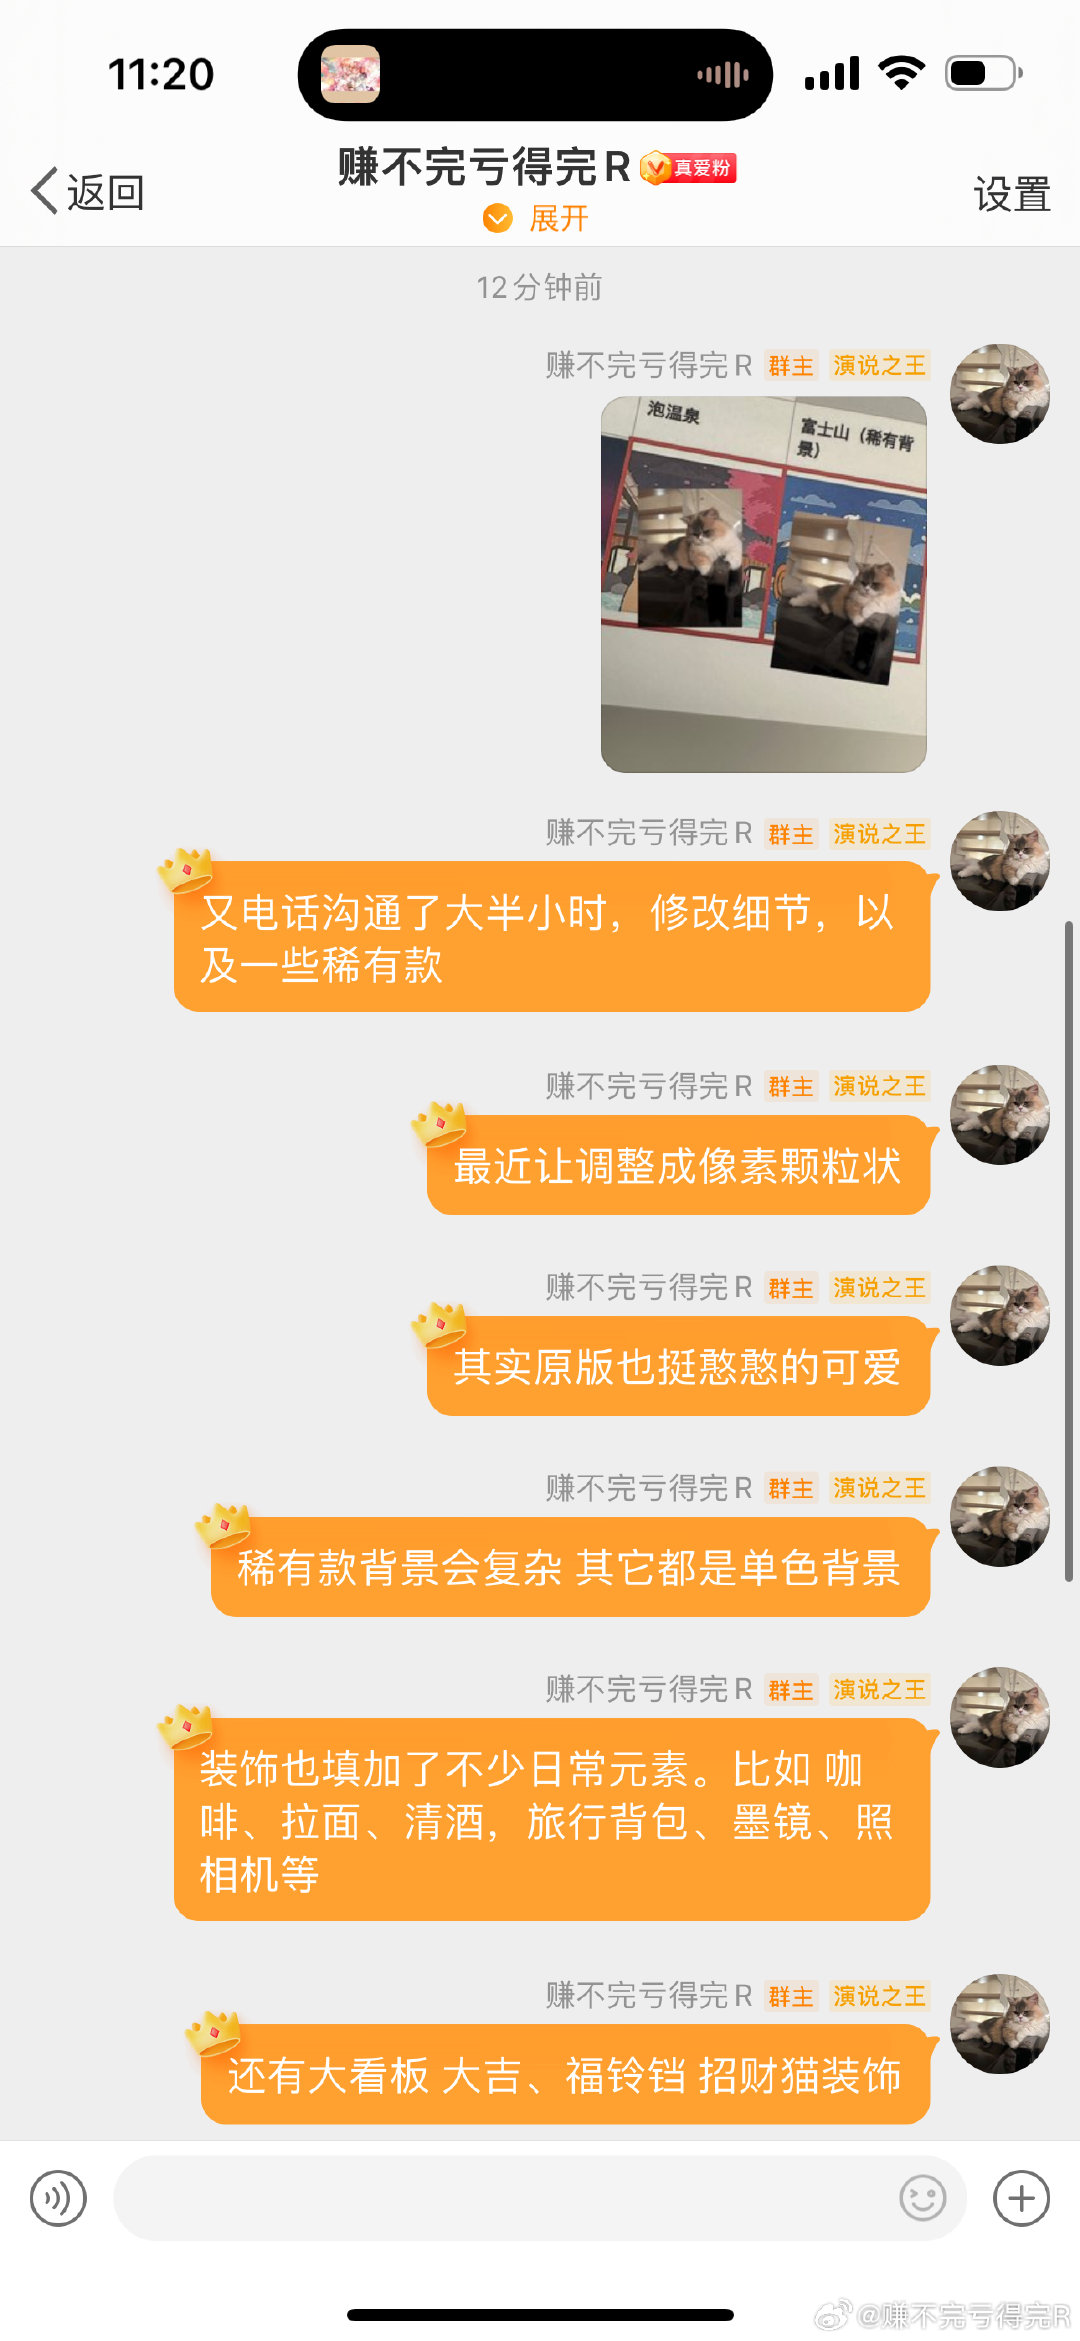 11:20
返回
赚不完亏得完R
真爱粉
展开
设置
12分钟前
赚不完亏得完R 群主 演说之王
泡温泉
富士山（稀有背
景）
赚不完亏得完R 群主 演说之王
又电话沟通了大半小时，修改细节，以
及一些稀有款
赚不完亏得完R 群主 演说之王
最近让调整成像素颗粒状
赚不完亏得完R 群主 演说之王
其实原版也挺憨憨的可爱
赚不完亏得完R 群主 演说之王
稀有款背景会复杂 其它都是单色背景
赚不完亏得完R 群主 演说之王
装饰也填加了不少日常元素。比如 咖
啡、拉面、清酒，旅行背包、墨镜、照
相机等
赚不完亏得完R 群主 演说之王
还有大看板 大吉、福铃铛 招财猫装饰
@赚不完亏得完R